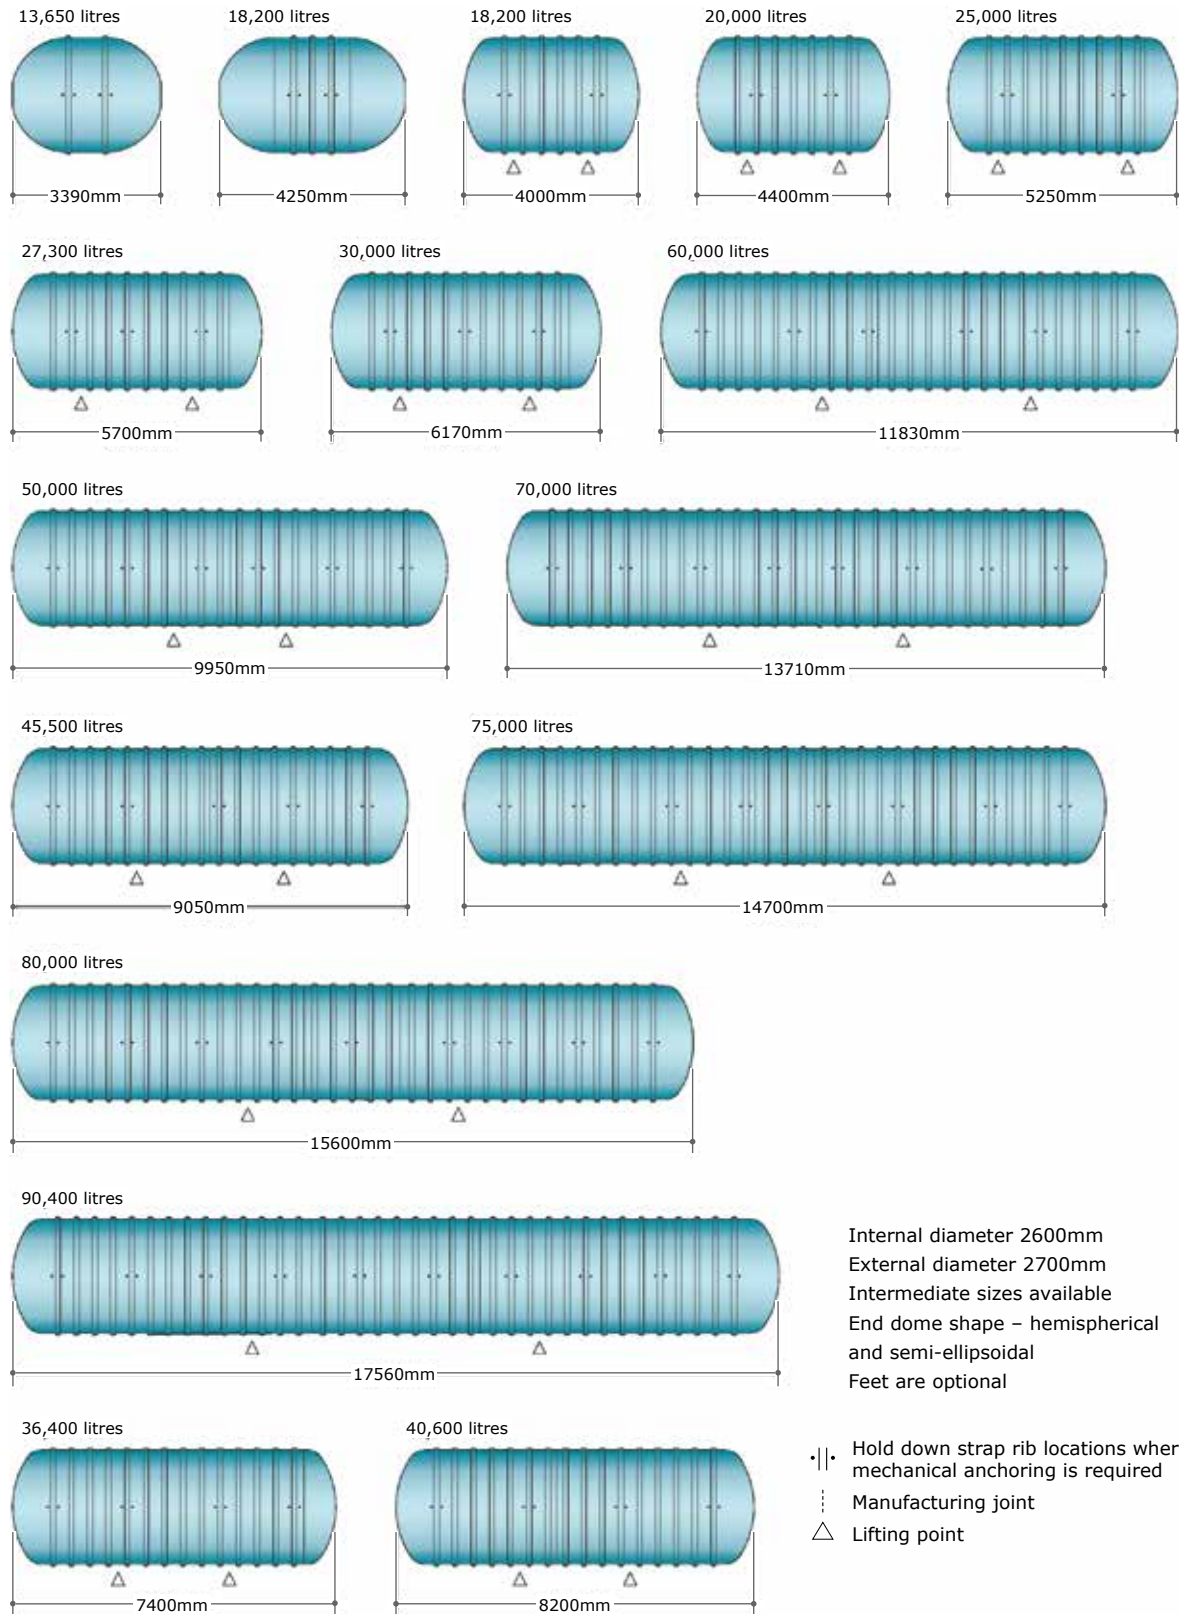 13,650 litres
18,200 litres
18,200 litres
20,000 litres
25,000 litres
3390mm
4250mm
4000mm
4400mm
5250mm
27,300 litres
30,000 litres
60,000 litres
5700mm
6170mm
11830mm
50,000 litres
70,000 litres
9950mm
13710mm
45,500 litres
75,000 litres
9050mm
14700mm
80,000 litres
15600mm
90,400 litres
17560mm
Internal diameter 2600mm
External diameter 2700mm
Intermediate sizes available
End dome shape – hemispherical
and semi-ellipsoidal
Feet are optional
36,400 litres
40,600 litres
7400mm
8200mm
Hold down strap rib locations wher
mechanical anchoring is required
Manufacturing joint
Lifting point